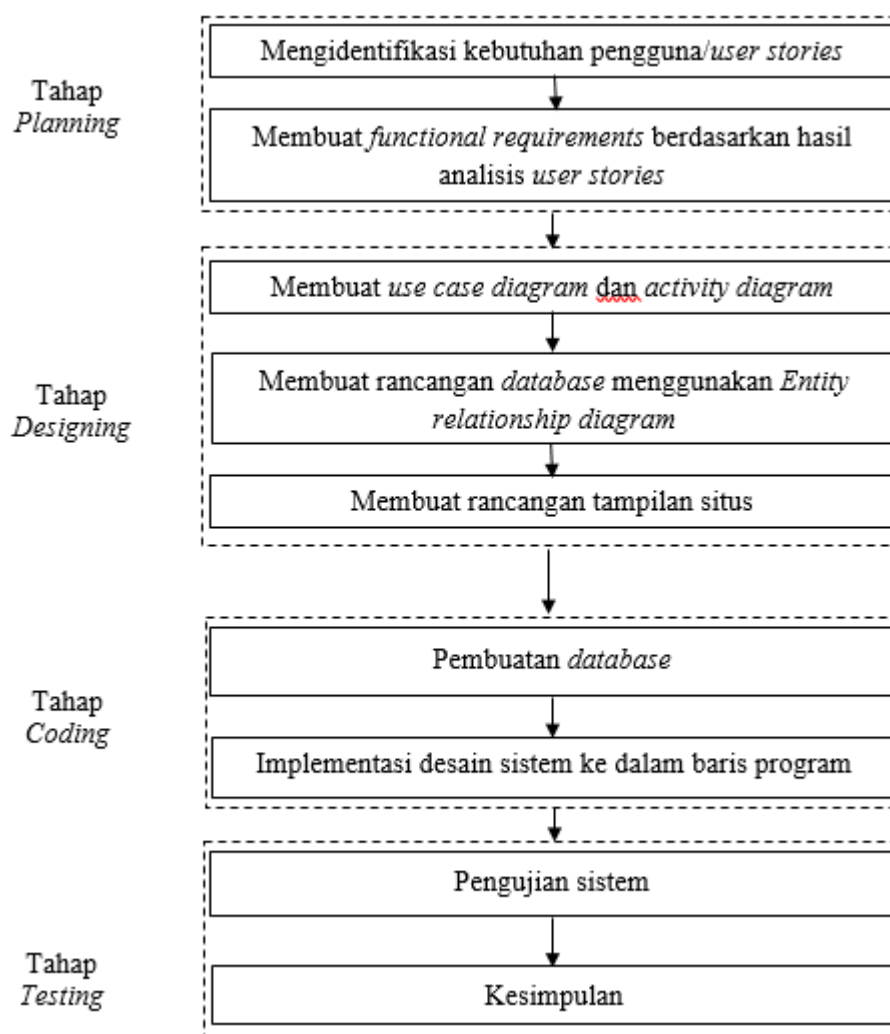 Tahap
Planning
Mengidentifikasi kebutuhan pengguna/user stories
Membuat functional requirements berdasarkan hasil
analisis user stories
Tahap
Designing
Membuat use case diagram dan activity diagram
Membuat rancangan database menggunakan Entity
relationship diagram
Membuat rancangan tampilan situs
Tahap
Coding
Pembuatan database
Implementasi desain sistem ke dalam baris program
Tahap
Testing
Pengujian sistem
Kesimpulan